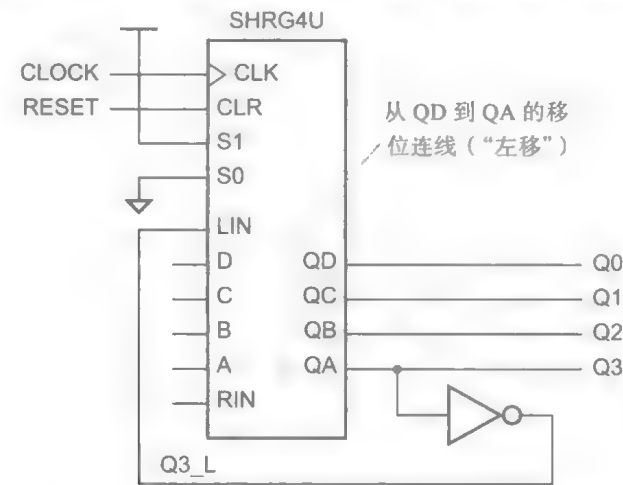 SHRG4U
CLOCK
RESET
CLK
CLR
S1
S0
LIN
D
C
B
A
RIN
QD
QC
QB
QA
从 QD 到 QA 的移
位连线（“左移”）
Q0
Q1
Q2
Q3
Q3_L